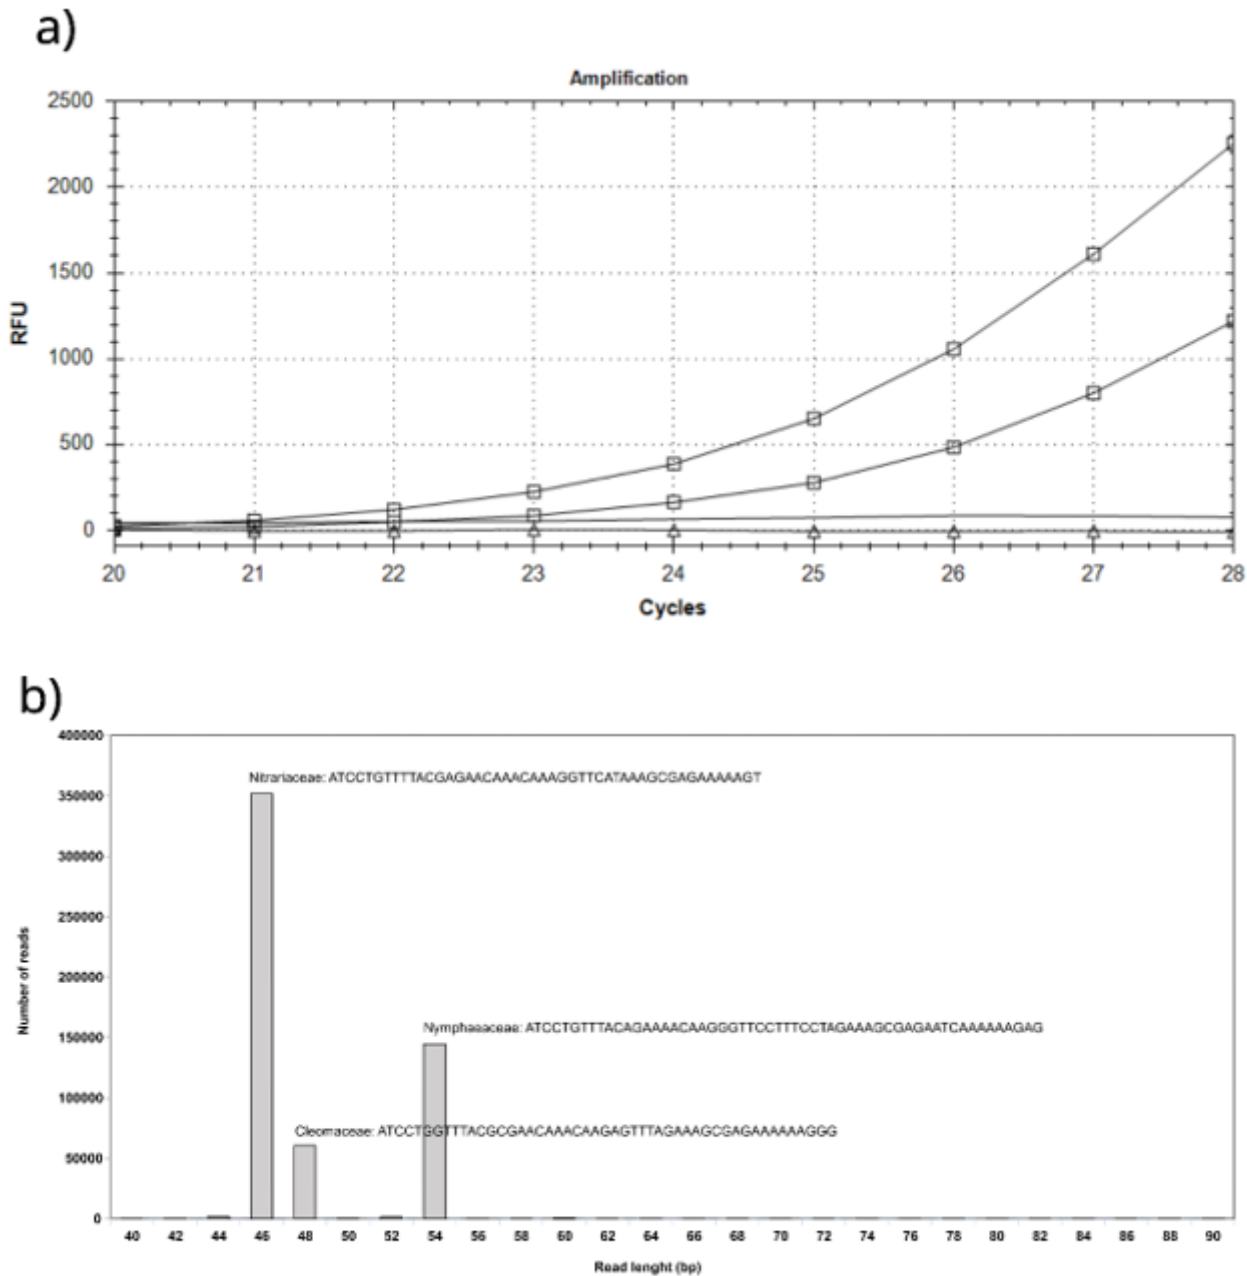 a)
Amplification
2500
2000
1500
1000
500
0
RFU
20 21 22 23 24 25 26 27 28
Cycles
b)
400000
350000
300000
250000
200000
150000
100000
50000
0
Number of reads
Nitrariaceae: ATCCTGTTTTACGAGAACAAACAAAGGTTCATAAAGCGAGAAAAAGT
Nymphaeaceae: ATCCTGTTTACAGAAAACAAGGGTTCCTTTCCTAGAAAGCGAGAATCAAAAAAGAG
Cleomaceae: ATCCTGGTTTACGCGAACAAACAAGAGTTTAGAAAGCGAGAAAAAAGGG
40 42 44 46 48 50 52 54 56 58 60 62 64 66 68 70 72 74 76 78 80 82 84 86 88 90
Read lenght (bp)